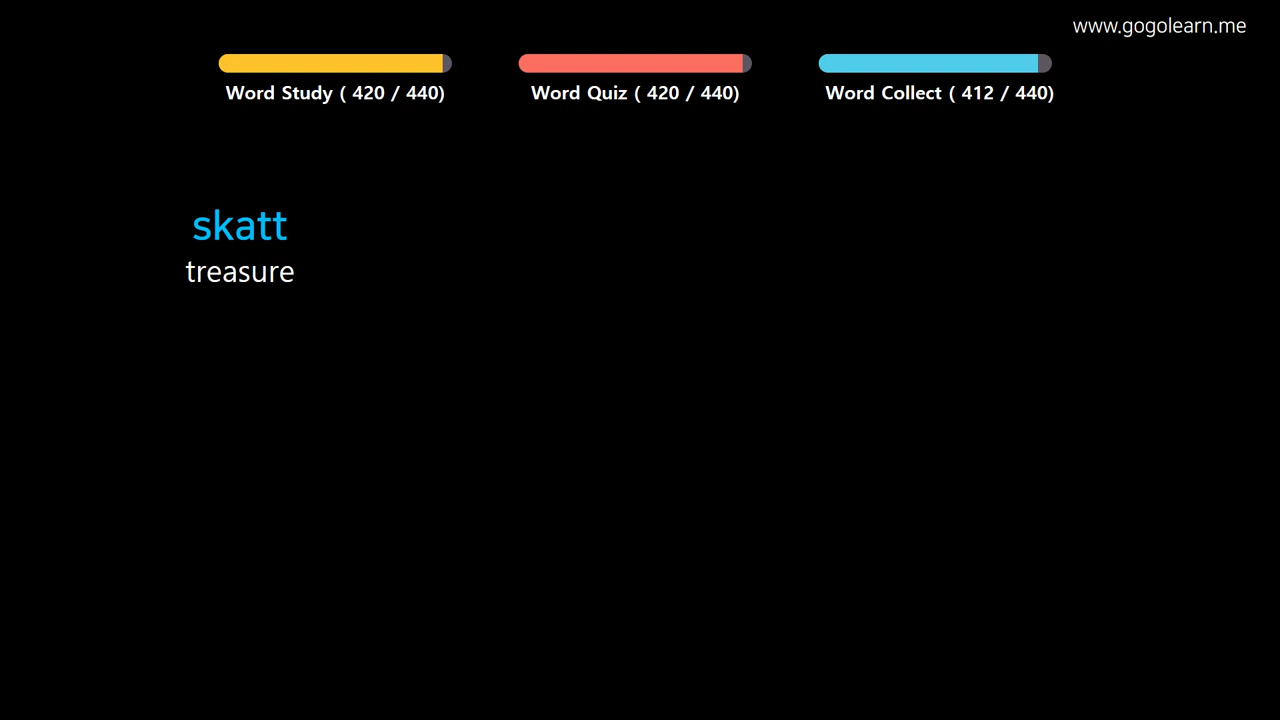 www.gogolearn.me
Word Study ( 420 / 440)
Word Quiz ( 420 / 440)
Word Collect ( 412 / 440)
skatt
treasure